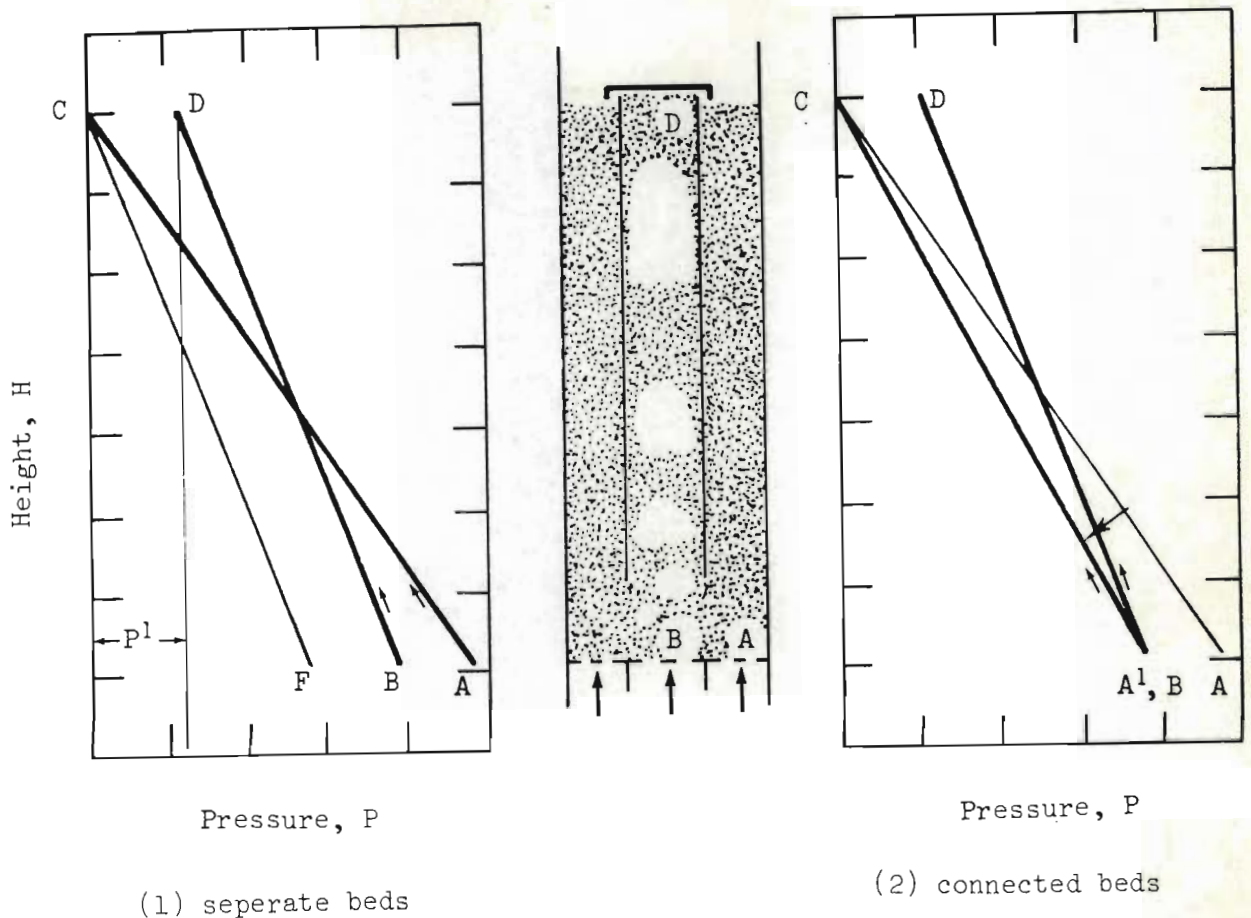 C
D
Height, H
P¹
F
B
A
Pressure, P
(1) seperate beds
D
B
A
C
D
A¹, B
A
Pressure, P
(2) connected beds